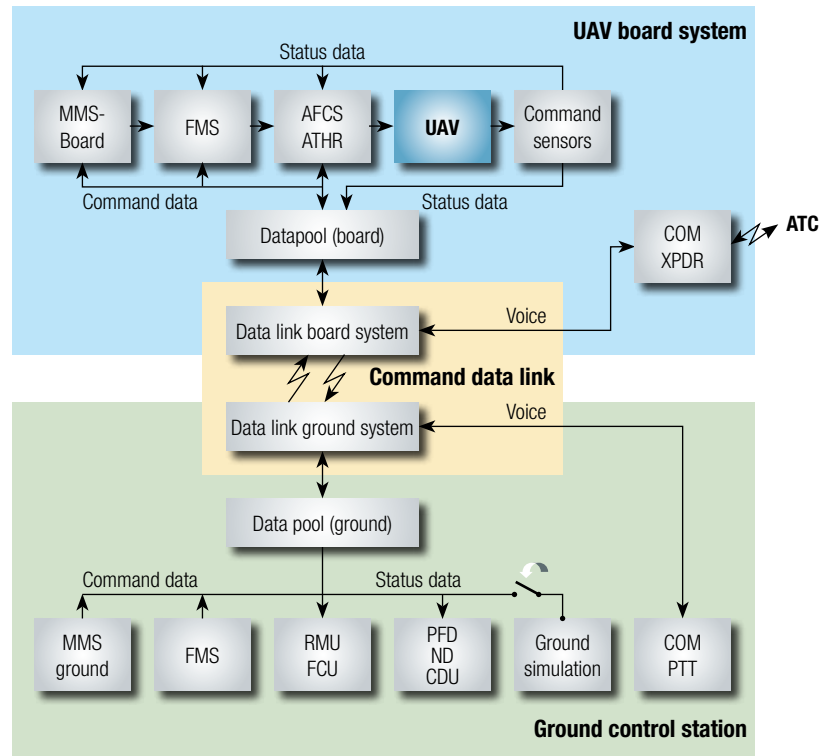 UAV board system
Status data
MMS-
Board
FMS
AFCS
ATHR
UAV
Command
sensors
Command data
Status data
Datapool (board)
COM
XPDR
ATC
Data link board system
Voice
Command data link
Data link ground system
Voice
Data pool (ground)
Command data
Status data
MMS
ground
FMS
RMU
FCU
PFD
ND
CDU
Ground
simulation
COM
PTT
Ground control station